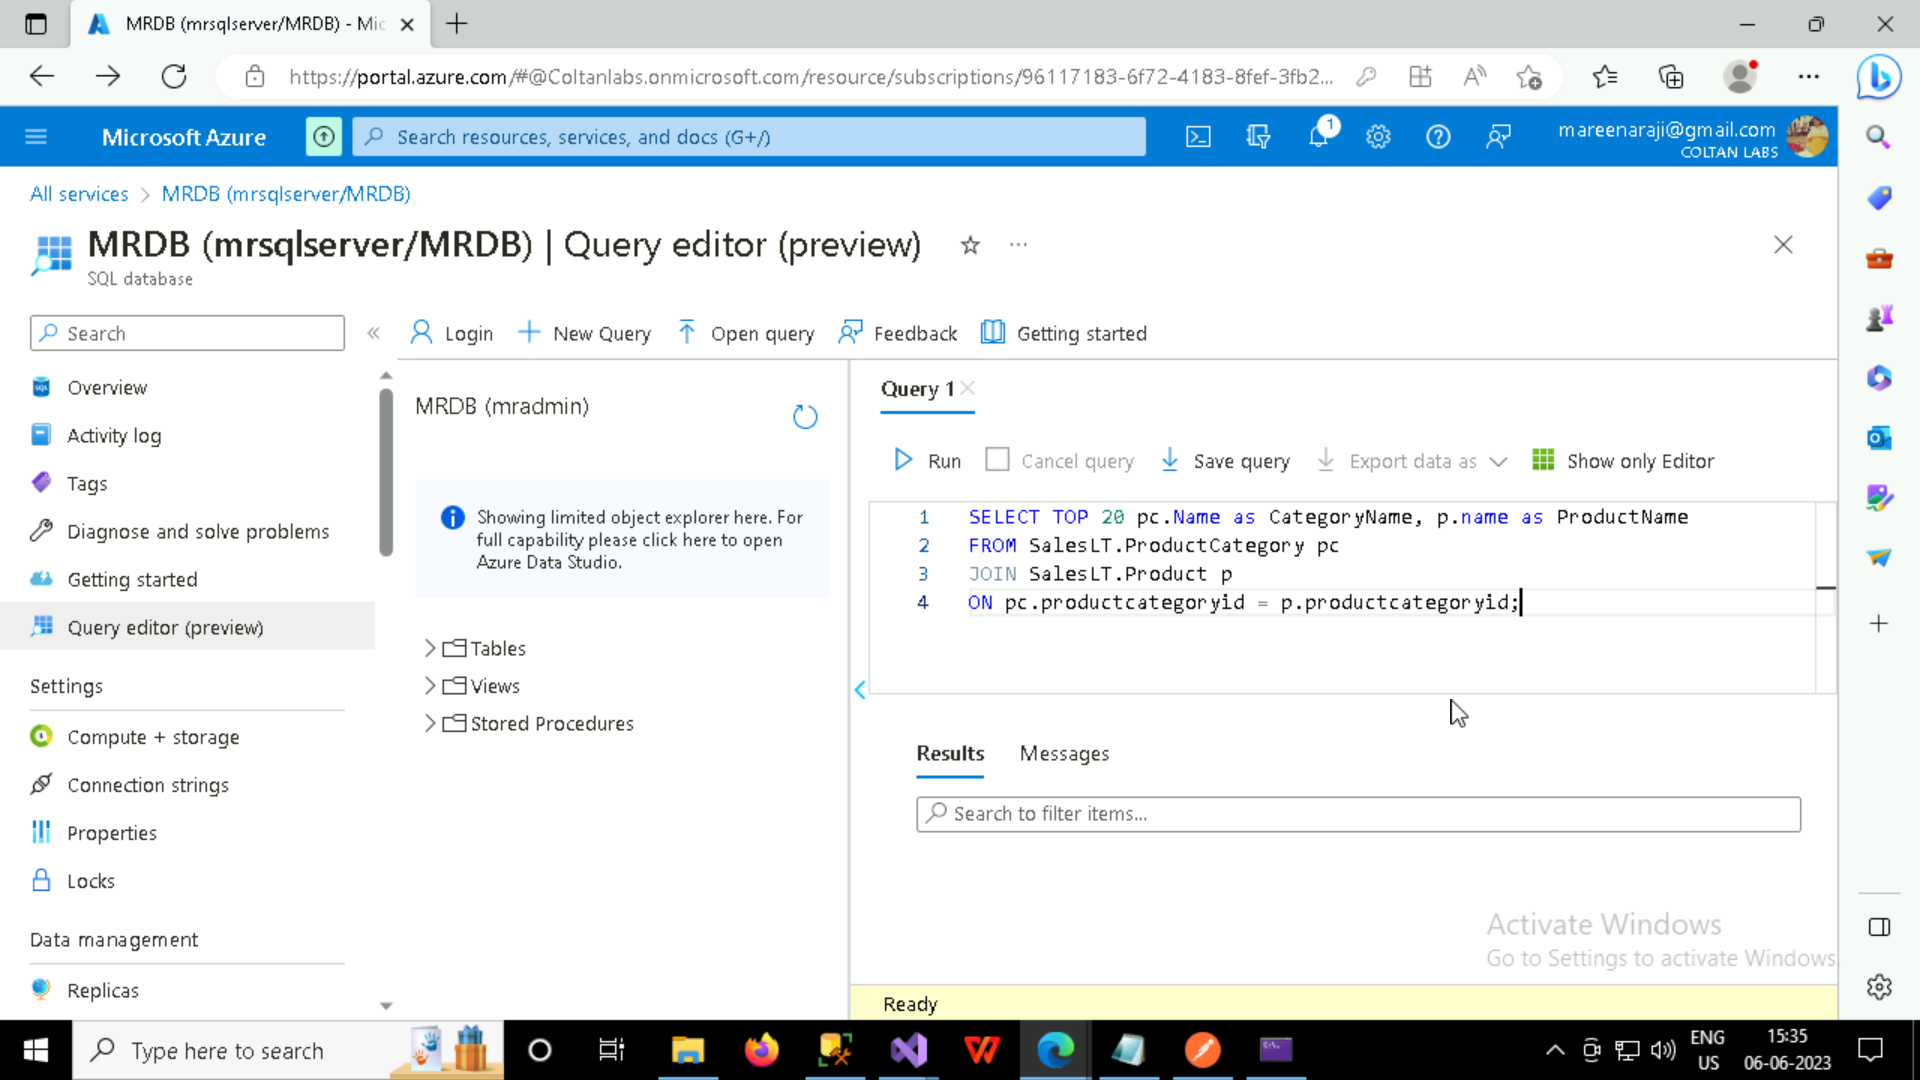 MRDB (mrsqlserver/MRDB) - Mic
https://portal.azure.com/#@Coltanlabs.onmicrosoft.com/resource/subscriptions/96117183-6f72-4183-8fef-3fb2...
Microsoft Azure
Search resources, services, and docs (G+/)
1
mareenaraji@gmail.com
COLTAN LABS
All services > MRDB (mrsqlserver/MRDB)
MRDB (mrsqlserver/MRDB) | Query editor (preview)
SQL database
Search
Login
New Query
Open query
Feedback
Getting started
Overview
Activity log
Tags
Diagnose and solve problems
Getting started
Query editor (preview)
Settings
Compute + storage
Connection strings
Properties
Locks
Data management
Replicas
MRDB (mradmin)
Showing limited object explorer here. For
full capability please click here to open
Azure Data Studio.
Tables
Views
Stored Procedures
Query 1
Run
Cancel query
Save query
Export data as
Show only Editor
1 SELECT TOP 20 pc.Name as CategoryName, p.name as ProductName
2 FROM SalesLT.ProductCategory pc
3 JOIN SalesLT.Product p
4 ON pc.productcategoryid = p.productcategoryid;
Results
Messages
Search to filter items...
Activate Windows
Go to Settings to activate Windows.
Ready
Type here to search
ENG
US
15:35
06-06-2023